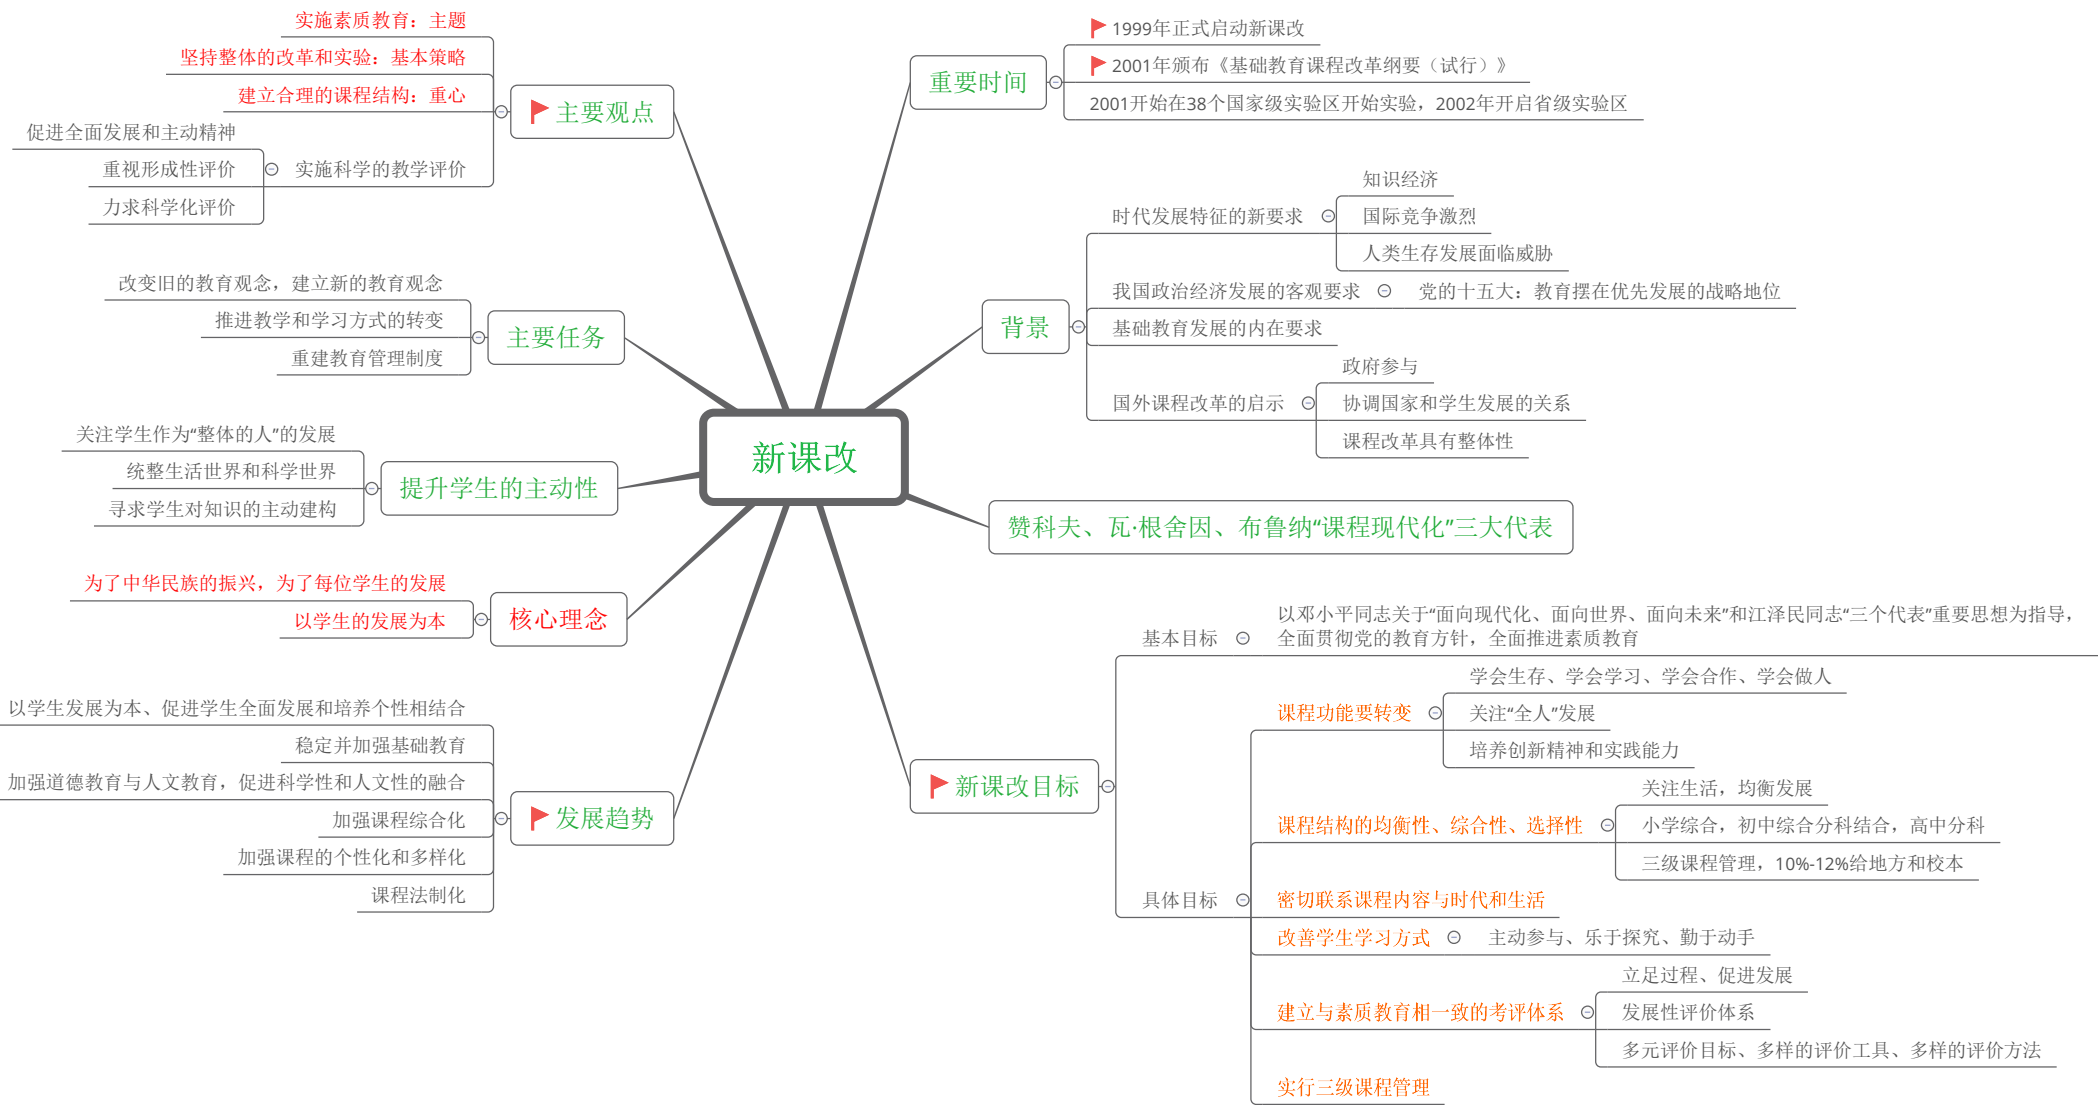 新课改
重要时间
1999年正式启动新课改
2001年颁布《基础教育课程改革纲要（试行）》
2001开始在38个国家级实验区开始实验，2002年开启省级实验区
背景
时代发展特征的新要求
知识经济
国际竞争激烈
人类生存发展面临威胁
我国政治经济发展的客观要求
党的十五大：教育摆在优先发展的战略地位
基础教育发展的内在要求
国外课程改革的启示
政府参与
协调国家和学生发展的关系
课程改革具有整体性
赞科夫、瓦·根舍因、布鲁纳“课程现代化”三大代表
新课改目标
基本目标
以邓小平同志关于“面向现代化、面向世界、面向未来”和江泽民同志“三个代表”重要思想为指导，
全面贯彻党的教育方针，全面推进素质教育
具体目标
课程功能要转变
学会生存、学会学习、学会合作、学会做人
关注“全人”发展
培养创新精神和实践能力
课程结构的均衡性、综合性、选择性
关注生活，均衡发展
小学综合，初中综合分科结合，高中分科
三级课程管理，10%-12%给地方和校本
密切联系课程内容与时代和生活
改善学生学习方式
主动参与、乐于探究、勤于动手
建立与素质教育相一致的考评体系
立足过程、促进发展
发展性评价体系
多元评价目标、多样的评价工具、多样的评价方法
实行三级课程管理
主要观点
实施素质教育：主题
坚持整体的改革和实验：基本策略
建立合理的课程结构：重心
实施科学的教学评价
促进全面发展和主动精神
重视形成性评价
力求科学化评价
主要任务
改变旧的教育观念，建立新的教育观念
推进教学和学习方式的转变
重建教育管理制度
提升学生的主动性
关注学生作为“整体的人”的发展
统整生活世界和科学世界
寻求学生对知识的主动建构
核心理念
为了中华民族的振兴，为了每位学生的发展
以学生的发展为本
发展趋势
以学生发展为本、促进学生全面发展和培养个性相结合
稳定并加强基础教育
加强道德教育与人文教育，促进科学性和人文性的融合
加强课程综合化
加强课程的个性化和多样化
课程法制化